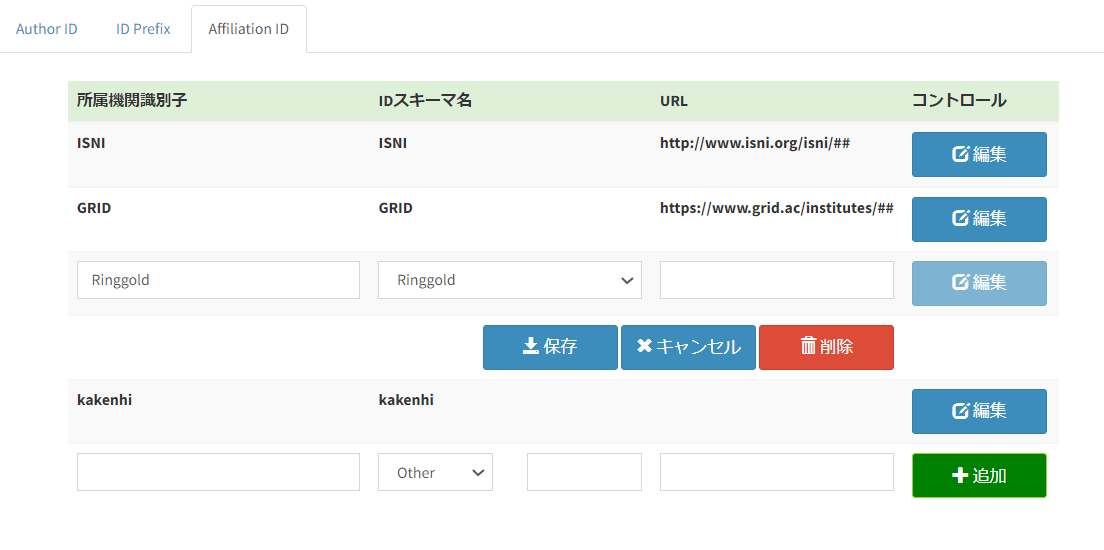 Author ID ID Prefix Affiliation ID
所属機関識別子 IDスキーマ名 URL コントロール
ISNI ISNI http://www.isni.org/isni/## 編集
GRID GRID https://www.grid.ac/institutes/## 編集
Ringgold Ringgold 編集
保存 キャンセル 削除
kakenhi kakenhi 編集
Other 追加